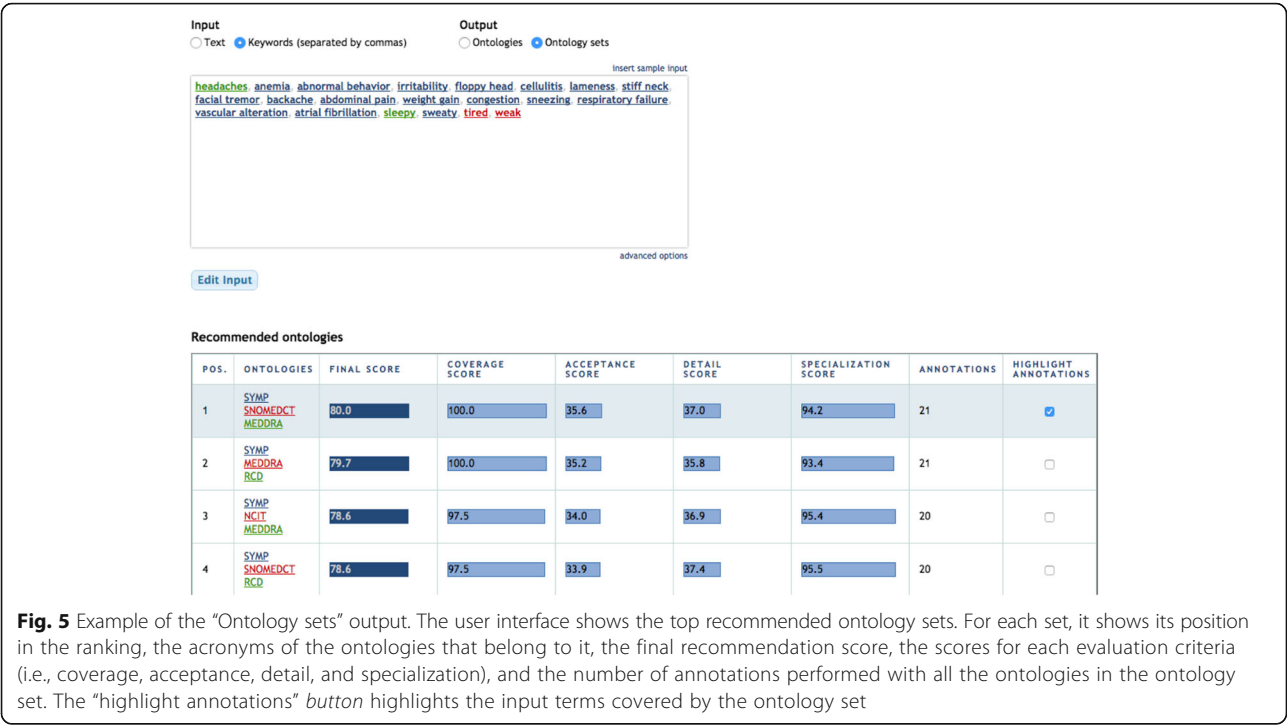 Input
Output
Text Keywords (separated by commas)
Ontologies Ontology sets
insert sample input
headaches, anemia, abnormal behavior, irritability, floppy head, cellulitis, lameness, stiff neck,
facial tremor, backache, abdominal pain, weight gain, congestion, sneezing, respiratory failure,
vascular alteration, atrial fibrillation, sleepy, sweaty, tired, weak
advanced options
Edit Input
Recommended ontologies
POS. ONTOLOGIES FINAL SCORE COVERAGE SCORE ACCEPTANCE SCORE DETAIL SCORE SPECIALIZATION SCORE ANNOTATIONS HIGHLIGHT ANNOTATIONS
SYMP
1 SNOMEDCT 80.0 100.0 35.6 37.0 94.2 21
MEDDRA
SYMP
2 MEDDRA 79.7 100.0 35.2 35.8 93.4 21
RCD
SYMP
3 NCIT 78.6 97.5 34.0 36.9 95.4 20
MEDDRA
SYMP
4 SNOMEDCT 78.6 97.5 33.9 37.4 95.5 20
RCD
Fig. 5 Example of the “Ontology sets” output. The user interface shows the top recommended ontology sets. For each set, it shows its position
in the ranking, the acronyms of the ontologies that belong to it, the final recommendation score, the scores for each evaluation criteria
(i.e., coverage, acceptance, detail, and specialization), and the number of annotations performed with all the ontologies in the ontology
set. The “highlight annotations” button highlights the input terms covered by the ontology set